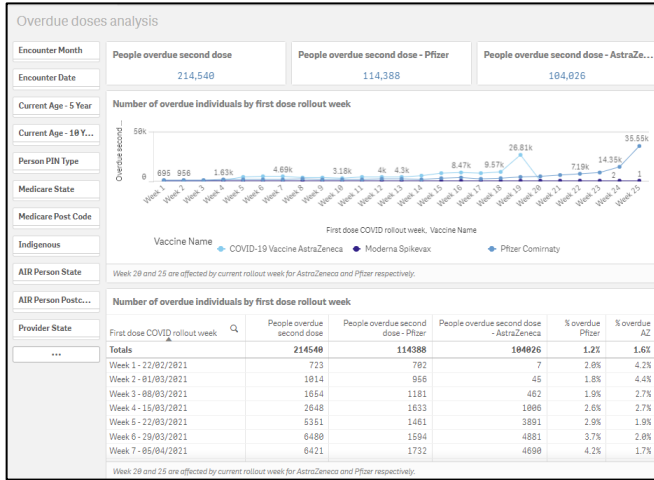 Overdue doses analysis
Encounter Month
Encounter Date
Current Age - 5 Year
Current Age - 10 Y...
Person PIN Type
Medicare State
Medicare Post Code
Indigenous
AIR Person State
AIR Person Postc...
Provider State
...
People overdue second dose
214,540
People overdue second dose - Pfizer
114,388
People overdue second dose - AstraZe...
104,026
Number of overdue individuals by first dose rollout week
Overdue second ...
50k
0
695 956 1.63k 4.69k 3.18k 4k 4.3k 8.47k 9.57k 26.81k 7.19k 14.35k 2 35.55k 1
Week 1 Week 2 Week 3 Week 4 Week 5 Week 6 Week 7 Week 8 Week 9 Week 10 Week 11 Week 12 Week 13 Week 14 Week 15 Week 16 Week 17 Week 18 Week 19 Week 20 Week 21 Week 22 Week 23 Week 24 Week 25
First dose COVID rollout week, Vaccine Name
Vaccine Name COVID-19 Vaccine AstraZeneca Moderna Spikevax Pfizer Comirnaty
Week 20 and 25 are affected by current rollout week for AstraZeneca and Pfizer respectively.
Number of overdue individuals by first dose rollout week
First dose COVID rollout week People overdue second dose People overdue second dose - Pfizer People overdue second dose - AstraZeneca % overdue Pfizer % overdue AZ
Totals 214540 114388 104026 1.2% 1.6%
Week 1 - 22/02/2021 723 702 7 2.0% 4.2%
Week 2 - 01/03/2021 1014 956 45 1.8% 4.4%
Week 3 - 08/03/2021 1654 1181 462 1.9% 2.7%
Week 4 - 15/03/2021 2648 1633 1006 2.6% 2.7%
Week 5 - 22/03/2021 5351 1461 3891 2.9% 1.9%
Week 6 - 29/03/2021 6480 1594 4881 3.7% 2.0%
Week 7 - 05/04/2021 6421 1732 4690 4.2% 1.7%
Week 20 and 25 are affected by current rollout week for AstraZeneca and Pfizer respectively.